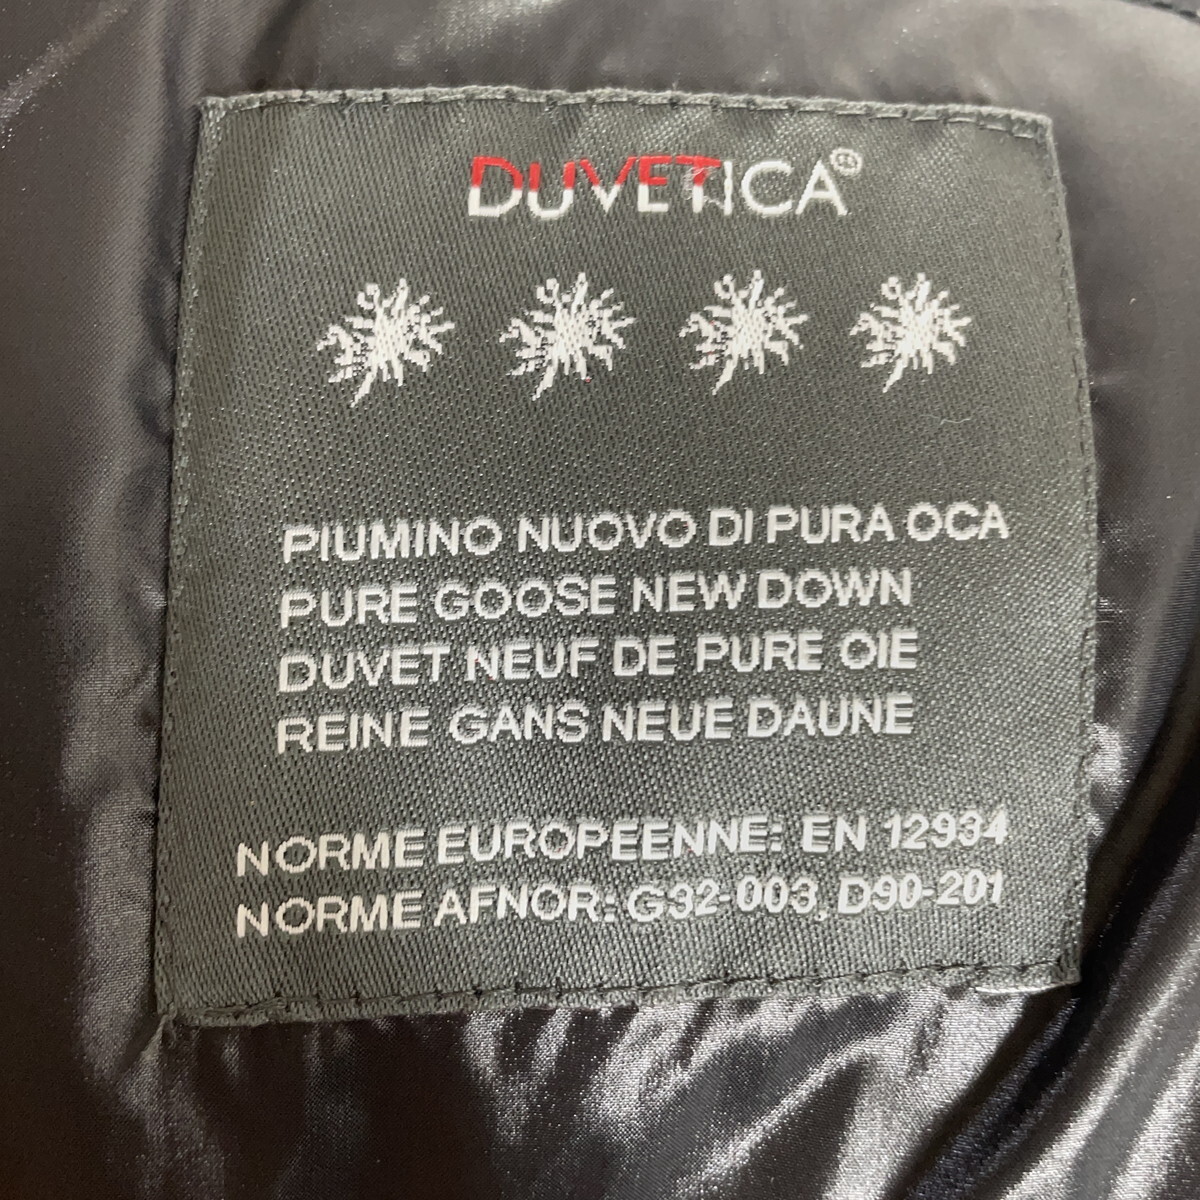 DUVETICA®
PIUMINO NUOVO DI PURA OCA
PURE GOOSE NEW DOWN
DUVET NEUF DE PURE OIE
REINE GANS NEUE DAUNE
NORME EUROPEENNE: EN 12934
NORME AFNOR: G32-003, D90-201